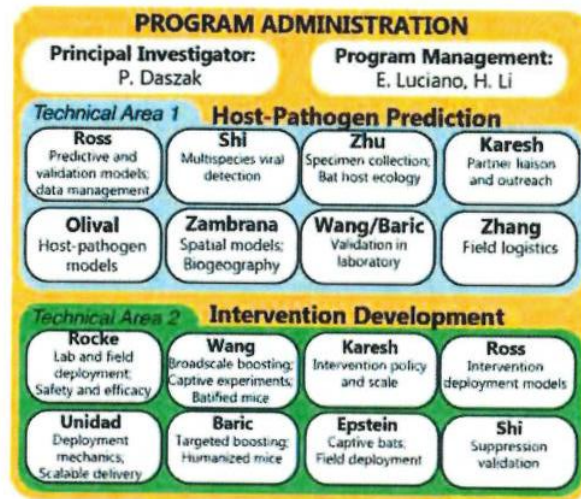 PROGRAM ADMINISTRATION
Principal Investigator:
P. Daszak
Program Management:
E. Luciano, H. Li
Technical Area 1
Host-Pathogen Prediction
Ross
Predictive and
validation models;
data management
Shi
Multispecies viral
detection
Zhu
Specimen collection;
Bat host ecology
Karesh
Partner liaison
and outreach
Olival
Host-pathogen
models
Zambrana
Spatial models;
Biogeography
Wang/Baric
Validation in
laboratory
Zhang
Field logistics
Technical Area 2
Intervention Development
Rocke
Lab and field
deployment;
Safety and efficacy
Wang
Broadscale boosting;
Captive experiments;
Batified mice
Karesh
Intervention policy
and scale
Ross
Intervention
deployment models
Unidad
Deployment
mechanics;
Scalable delivery
Baric
Targeted boosting;
Humanized mice
Epstein
Captive bats;
Field deployment
Shi
Suppression
validation